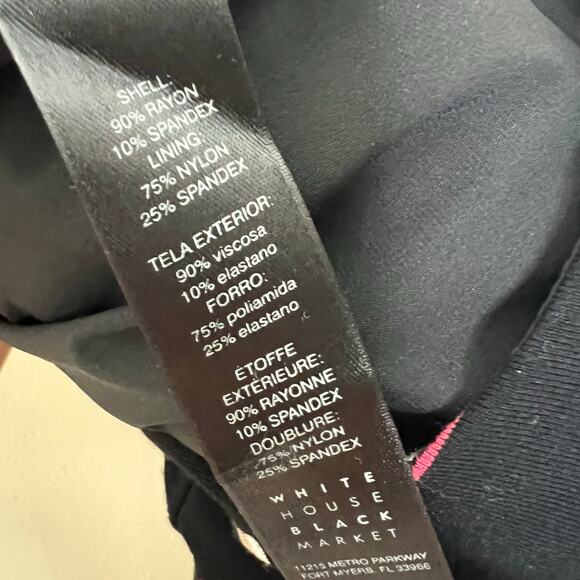 SHELL:
90% RAYON
10% SPANDEX
LINING
75% NYLON
25% SPANDEX
TELA EXTERIOR:
90% viscosa
10% elastano
FORRO:
75% poliamida
25% elastano
ÉTOFFE
EXTÉRIEURE:
90% RAYONNE
10% SPANDEX
DOUBLURE:
75% NYLON
25% SPANDEX
WHITE
HOUSE
BLACK
MARKET
11215 METRO PARKWAY
FORT MYERS, FL 33966